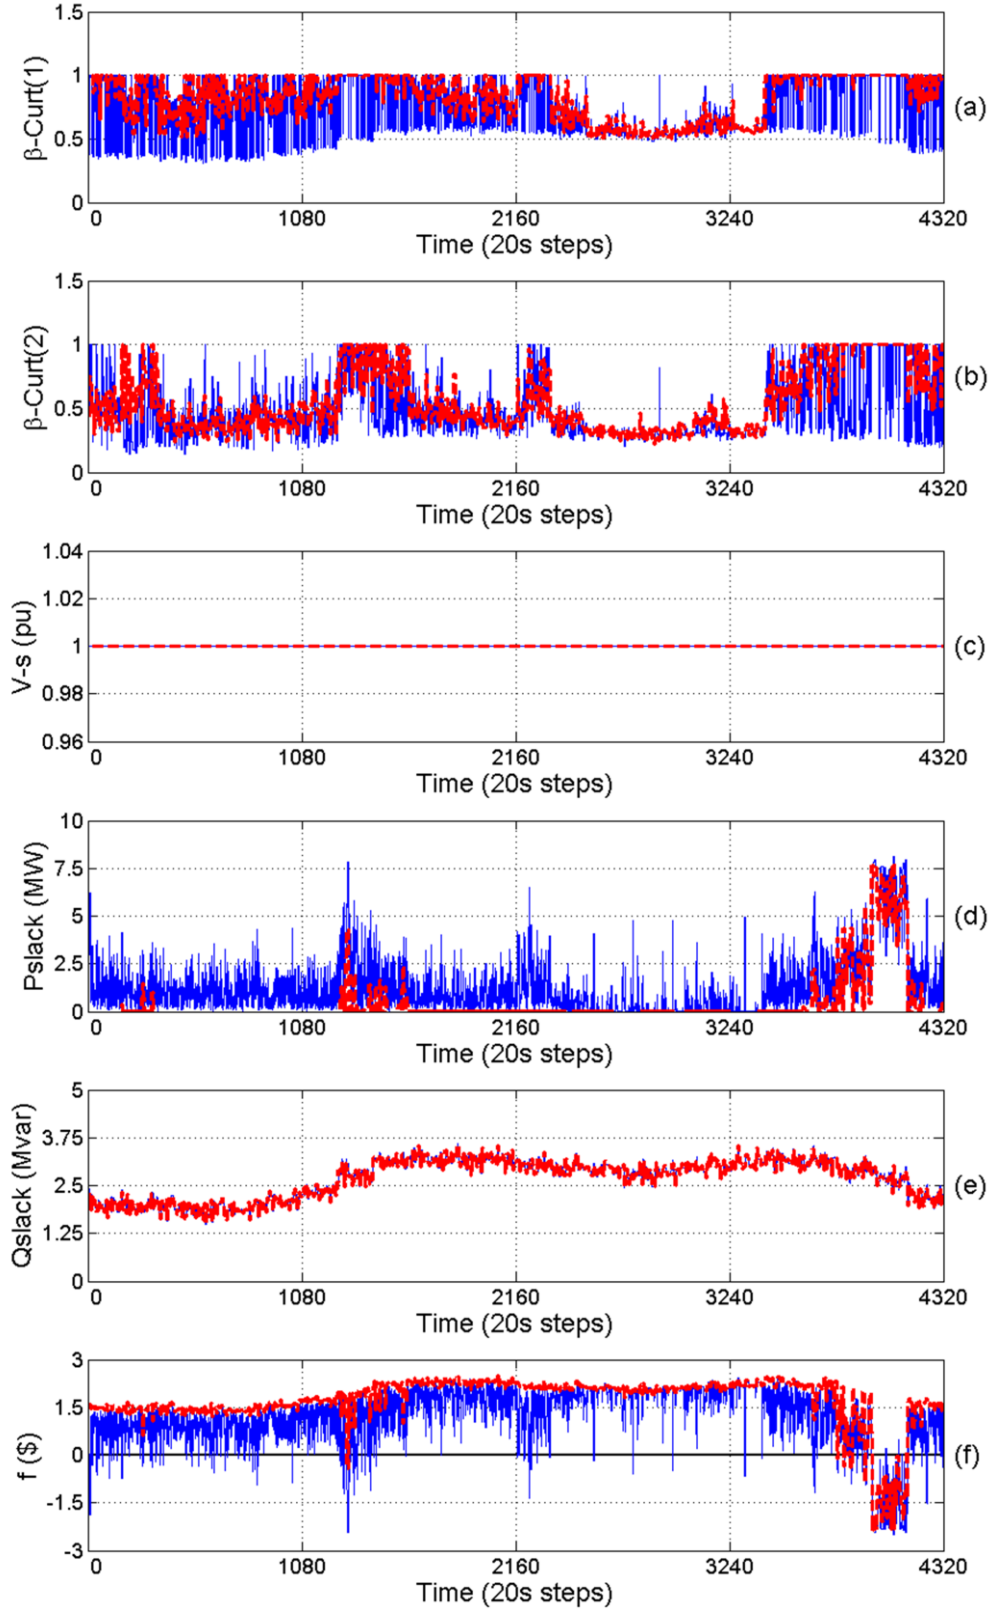 1.5
1
0.5
0
β-Curt(1)
0 1080 2160 3240 4320
Time (20s steps)
(a)
1.5
1
0.5
0
β-Curt(2)
0 1080 2160 3240 4320
Time (20s steps)
(b)
1.04
1.02
1
0.98
0.96
V-s (pu)
0 1080 2160 3240 4320
Time (20s steps)
(c)
10
7.5
5
2.5
0
Pslack (MW)
0 1080 2160 3240 4320
Time (20s steps)
(d)
5
3.75
2.5
1.25
0
Qslack (Mvar)
0 1080 2160 3240 4320
Time (20s steps)
(e)
3
1.5
0
-1.5
-3
f ($)
0 1080 2160 3240 4320
Time (20s steps)
(f)